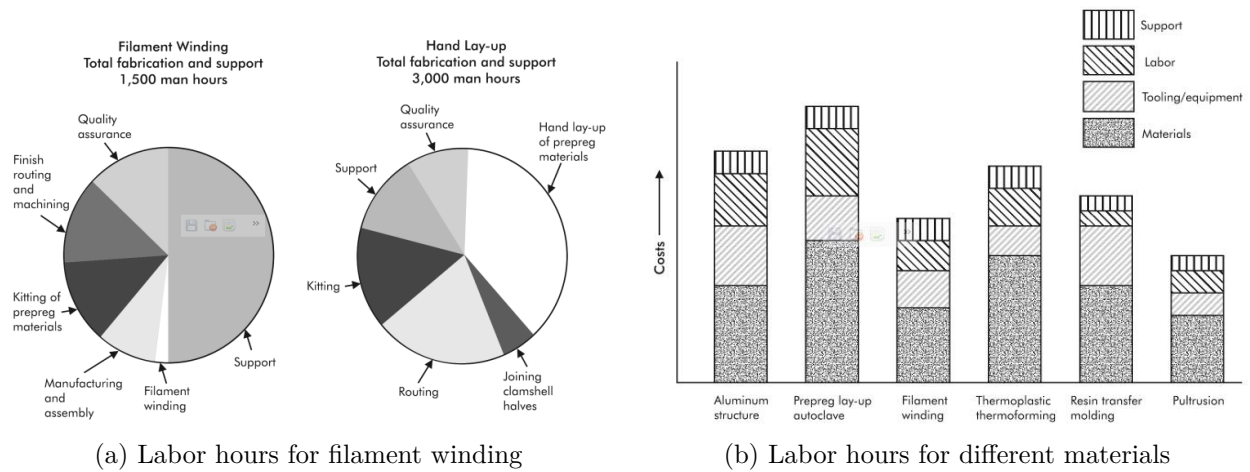 Filament Winding
Total fabrication and support
1,500 man hours
Quality
assurance
Finish
routing
and
machining
Kitting of
prepreg
materials
Manufacturing
and
assembly
Filament
winding
Support
Hand Lay-up
Total fabrication and support
3,000 man hours
Quality
assurance
Hand lay-up
of prepreg
materials
Support
Kitting
Routing
Joining
clamshell
halves
(a) Labor hours for filament winding
Support
Labor
Tooling/equipment
Materials
Costs
Aluminum
structure
Prepreg lay-up
autoclave
Filament
winding
Thermoplastic
thermoforming
Resin transfer
molding
Pultrusion
(b) Labor hours for different materials